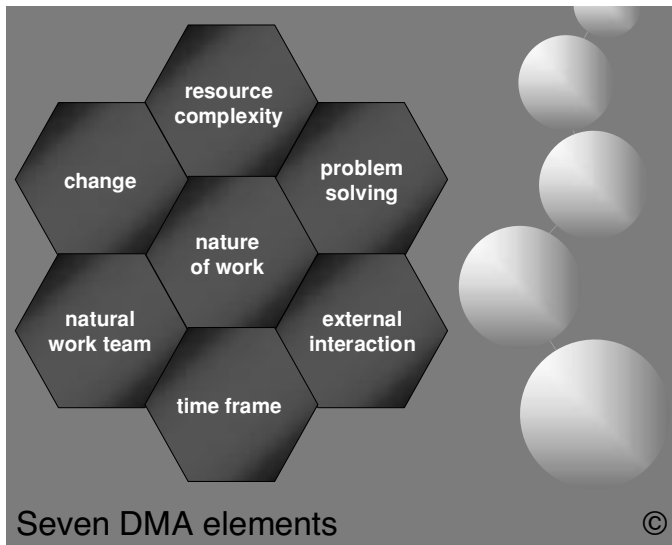 resource
complexity
change
problem
solving
nature
of work
natural
work team
external
interaction
time frame
Seven DMA elements
©